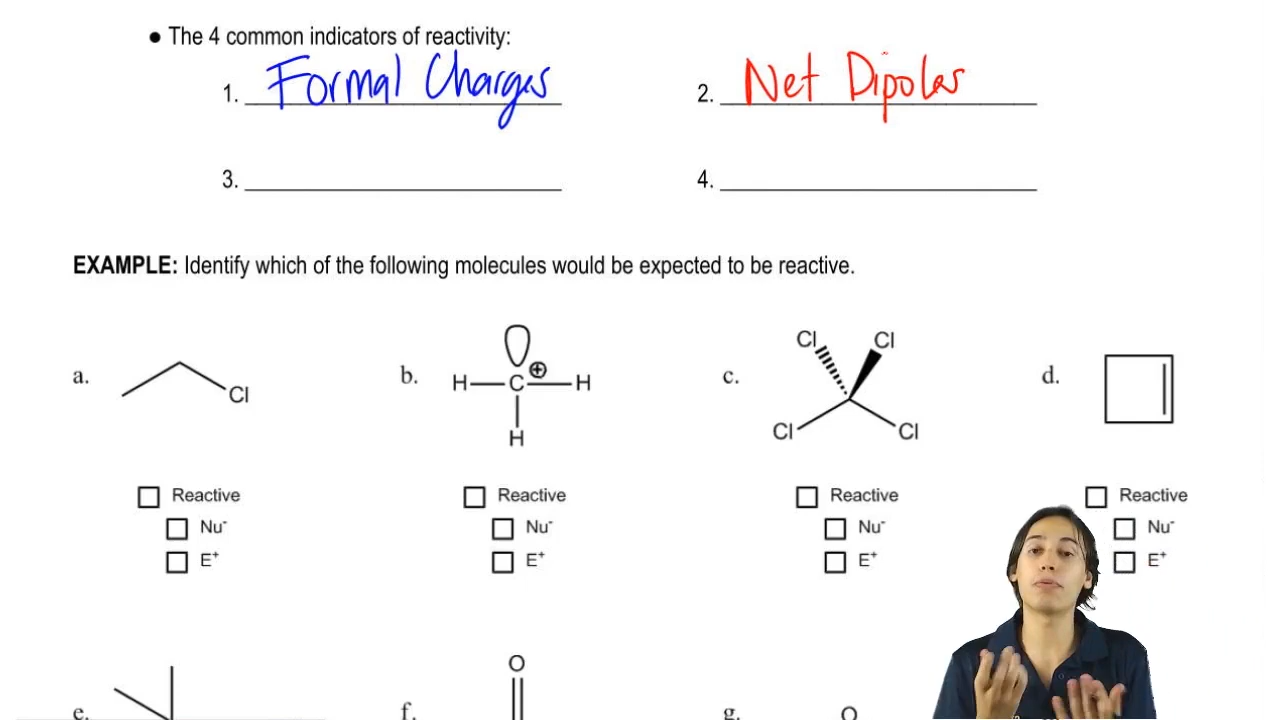 ● The 4 common indicators of reactivity:
1. Formal Charges 2. Net Dipoles
3. 4.
EXAMPLE: Identify which of the following molecules would be expected to be reactive.
a. Cl b. H C ⊕ H H c. Cl Cl Cl Cl d.
Reactive Reactive Reactive Reactive
Nu⁻ Nu⁻ Nu⁻ Nu⁻
E⁺ E⁺ E⁺ E⁺
e. f. O g. O